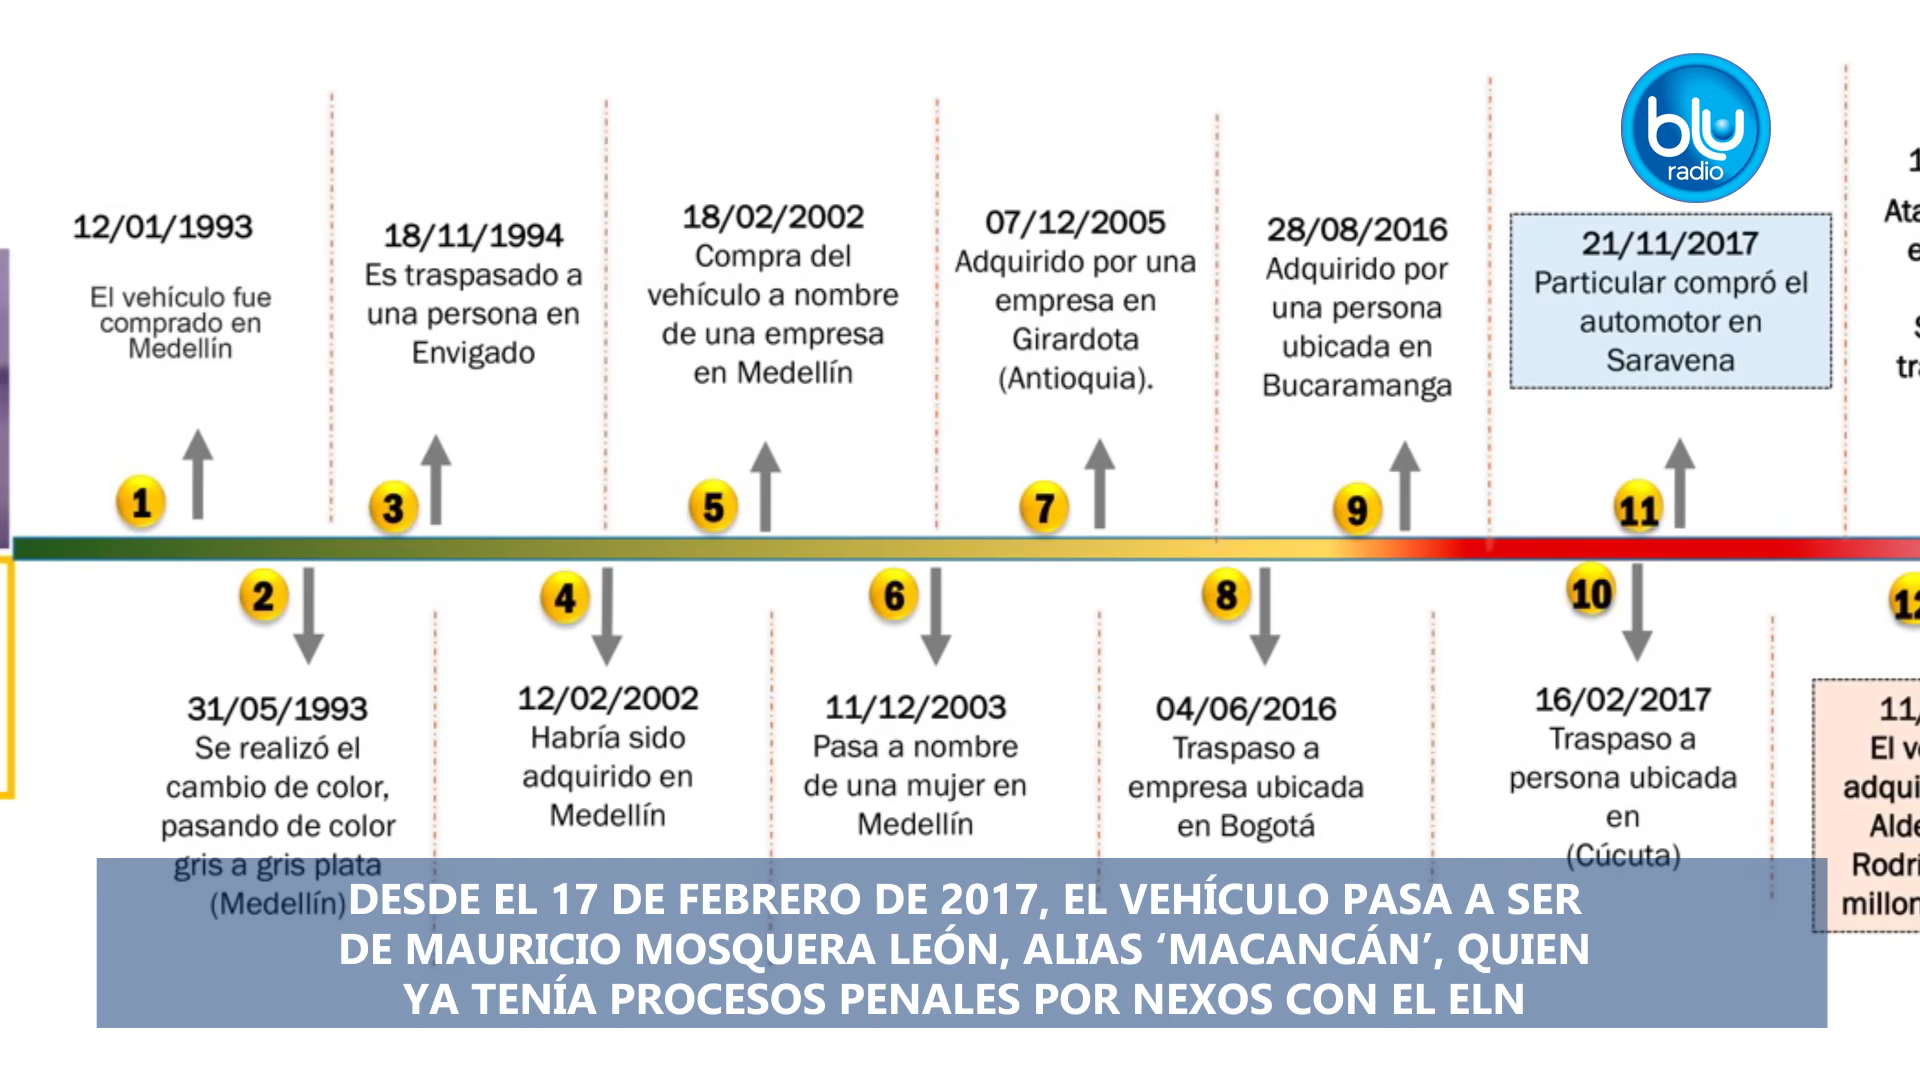 blu
radio
12/01/1993
El vehículo fue
comprado en
Medellín
18/11/1994
Es traspasado a
una persona en
Envigado
18/02/2002
Compra del
vehículo a nombre
de una empresa
en Medellín
07/12/2005
Adquirido por una
empresa en
Girardota
(Antioquia).
28/08/2016
Adquirido por
una persona
ubicada en
Bucaramanga
21/11/2017
Particular compró el
automotor en
Saravena
1
3
5
7
9
11
2
4
6
8
10
12
31/05/1993
Se realizó el
cambio de color,
pasando de color
gris a gris plata
(Medellín)
12/02/2002
Habría sido
adquirido en
Medellín
11/12/2003
Pasa a nombre
de una mujer en
Medellín
04/06/2016
Traspaso a
empresa ubicada
en Bogotá
16/02/2017
Traspaso a
persona ubicada
en
(Cúcuta)
11/
El
DESDE EL 17 DE FEBRERO DE 2017, EL VEHÍCULO PASA A SER
DE MAURICIO MOSQUERA LEÓN, ALIAS ‘MACANCÁN’, QUIEN
YA TENÍA PROCESOS PENALES POR NEXOS CON EL ELN